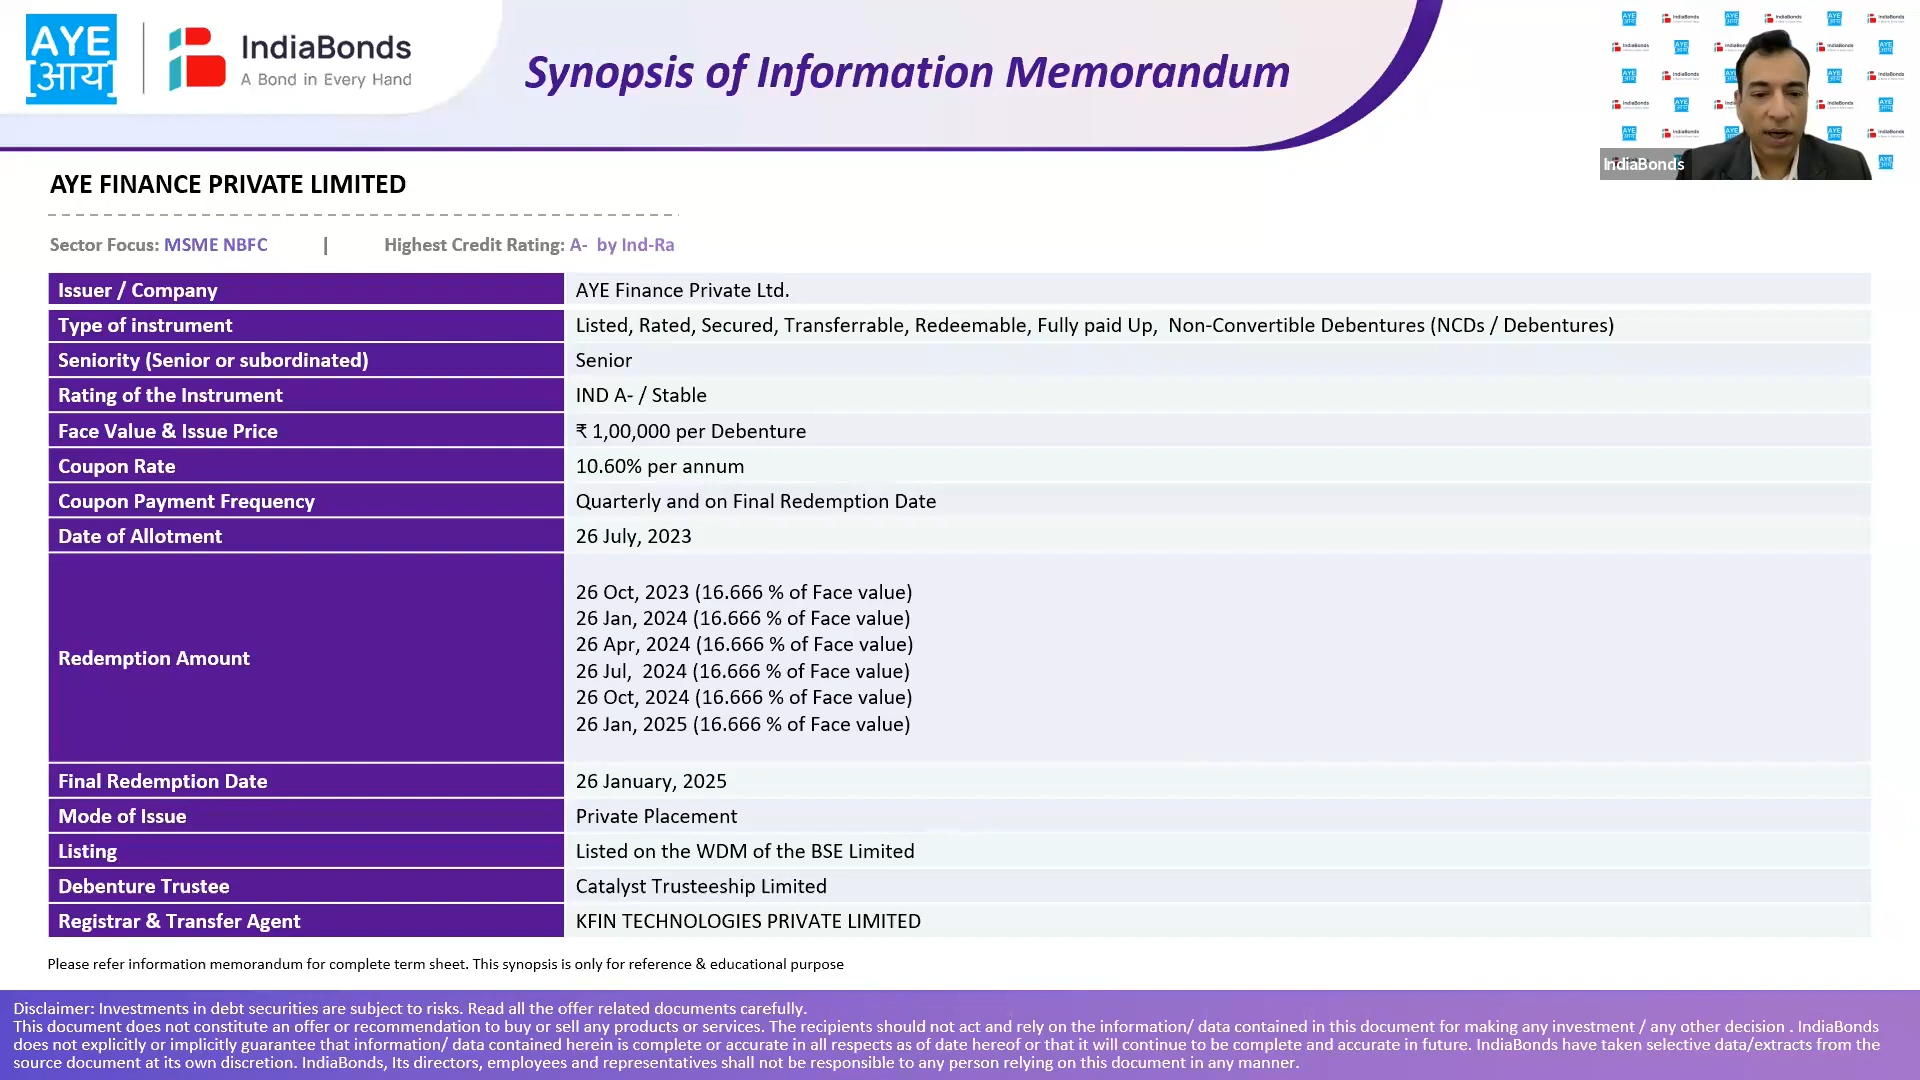 AYE
आय
IndiaBonds
A Bond in Every Hand
Synopsis of Information Memorandum
IndiaBonds
AYE FINANCE PRIVATE LIMITED
Sector Focus: MSME NBFC | Highest Credit Rating: A- by Ind-Ra
Issuer / Company AYE Finance Private Ltd.
Type of instrument Listed, Rated, Secured, Transferrable, Redeemable, Fully paid Up, Non-Convertible Debentures (NCDs / Debentures)
Seniority (Senior or subordinated) Senior
Rating of the Instrument IND A- / Stable
Face Value & Issue Price ₹ 1,00,000 per Debenture
Coupon Rate 10.60% per annum
Coupon Payment Frequency Quarterly and on Final Redemption Date
Date of Allotment 26 July, 2023
Redemption Amount
26 Oct, 2023 (16.666 % of Face value)
26 Jan, 2024 (16.666 % of Face value)
26 Apr, 2024 (16.666 % of Face value)
26 Jul, 2024 (16.666 % of Face value)
26 Oct, 2024 (16.666 % of Face value)
26 Jan, 2025 (16.666 % of Face value)
Final Redemption Date 26 January, 2025
Mode of Issue Private Placement
Listing Listed on the WDM of the BSE Limited
Debenture Trustee Catalyst Trusteeship Limited
Registrar & Transfer Agent KFIN TECHNOLOGIES PRIVATE LIMITED
Please refer information memorandum for complete term sheet. This synopsis is only for reference & educational purpose
Disclaimer: Investments in debt securities are subject to risks. Read all the offer related documents carefully.
This document does not constitute an offer or recommendation to buy or sell any products or services. The recipients should not act and rely on the information/ data contained in this document for making any investment / any other decision . IndiaBonds
does not explicitly or implicitly guarantee that information/ data contained herein is complete or accurate in all respects as of date hereof or that it will continue to be complete and accurate in future. IndiaBonds have taken selective data/extracts from the
source document at its own discretion. IndiaBonds, Its directors, employees and representatives shall not be responsible to any person relying on this document in any manner.